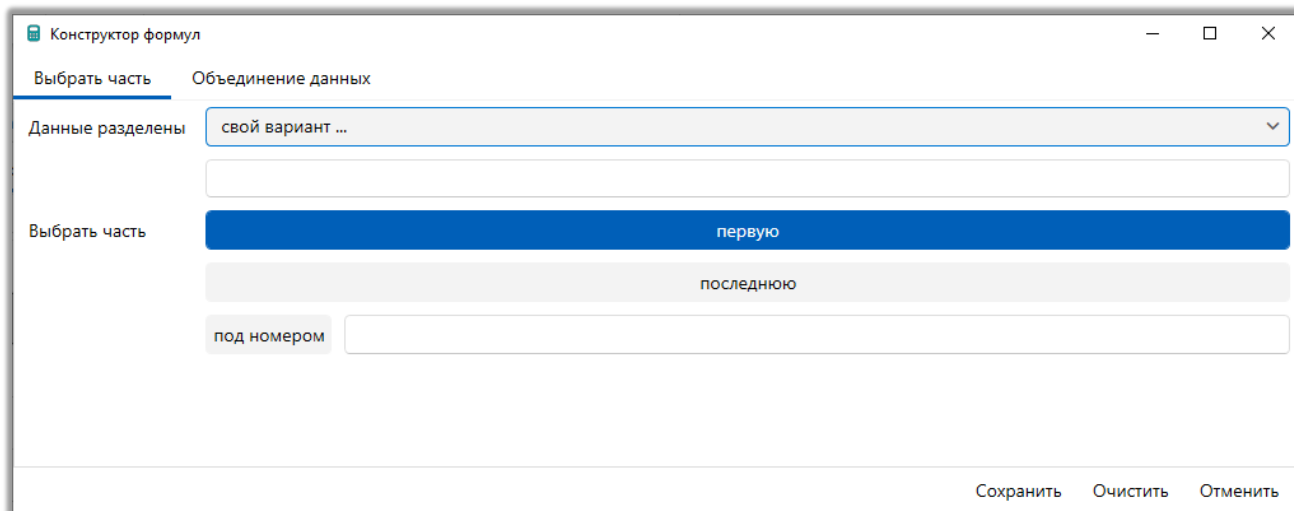 Конструктор формул
Выбрать часть Объединение данных
Данные разделены свой вариант ...
Выбрать часть первую
последнюю
под номером
Сохранить Очистить Отменить